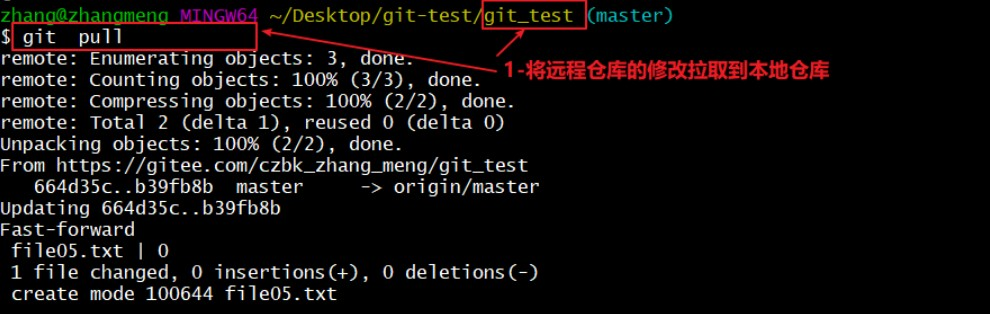 zhang@zhangmeng MINGW64 ~/Desktop/git-test/git_test (master)
$ git  pull
1-将远程仓库的修改拉取到本地仓库
remote: Enumerating objects: 3, done.
remote: Counting objects: 100% (3/3), done.
remote: Compressing objects: 100% (2/2), done.
remote: Total 2 (delta 1), reused 0 (delta 0)
Unpacking objects: 100% (2/2), done.
From https://gitee.com/czbk_zhang_meng/git_test
   664d35c..b39fb8b  master     -> origin/master
Updating 664d35c..b39fb8b
Fast-forward
 file05.txt | 0
 1 file changed, 0 insertions(+), 0 deletions(-)
 create mode 100644 file05.txt